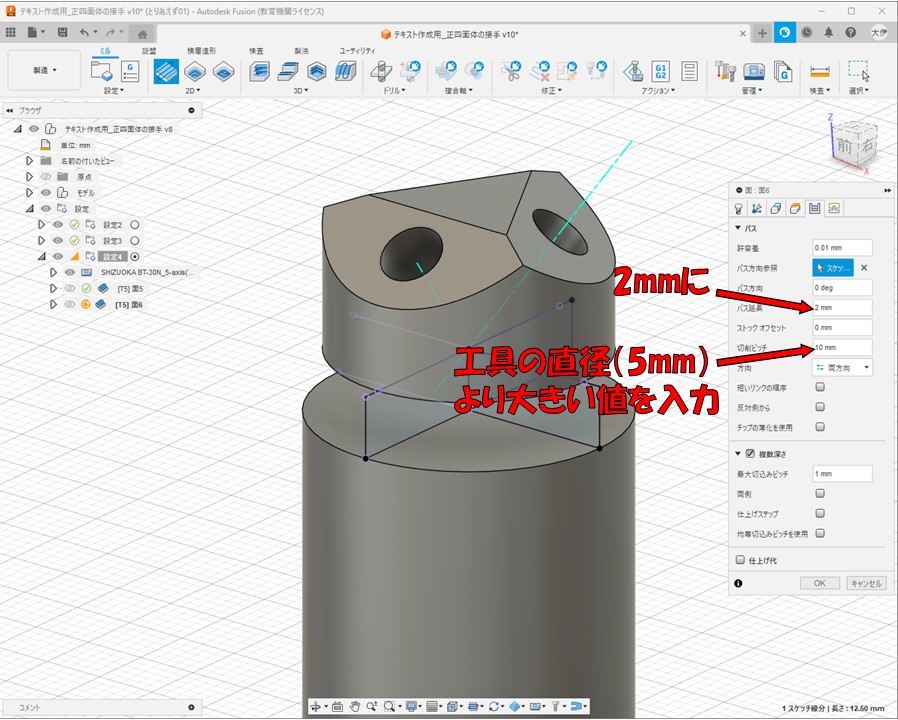 テキスト作成用_正四面体の接手 v10* (とりあえず01) - Autodesk Fusion (教育機関ライセンス)
テキスト作成用_正四面体の接手 v10*
大伊
ミル 旋盤 積層造形 検査 製法 ユーティリティ
製造
G1
G2
設定 2D 3D ドリル 複合軸 修正 アクション 管理 検査 選択
ブラウザ
テキスト作成用_正四面体の接手 v8
単位: mm
名前の付いたビュー
原点
モデル
設定
設定2
設定3
設定4
SHIZUOKA BT-30N_5-axis(...
[T5] 面5
[T5] 面6
Z
前 右
X
面 : 面6
パス
許容差 0.01 mm
パス方向参照 スケッ...
パス方向 0 deg
パス延長 2 mm
ストック オフセット 0 mm
切削ピッチ 10 mm
方向 両方向
短いリンクの順序
反対側から
チップの薄化を使用
複数深さ
最大切込みピッチ 1 mm
両側
仕上げステップ
均等切込みピッチを使用
仕上げ代
OK キャンセル
2mmに
工具の直径(5mm)
より大きい値を入力
コメント
1 スケッチ線分 | 長さ : 12.50 mm